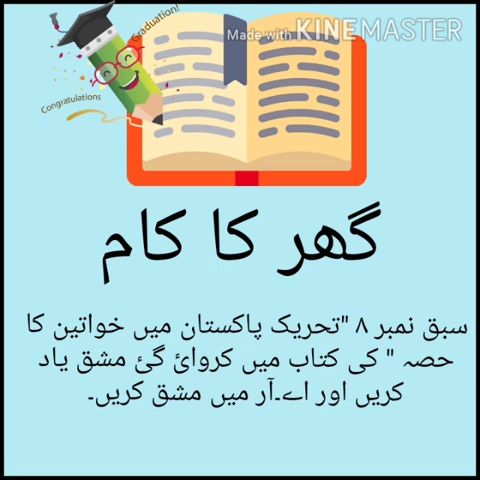 Graduation!
Made with KINEMASTER
Congratulations
گھر کا کام
سبق نمبر ۸ "تحریک پاکستان میں خواتین کا
حصہ " کی کتاب میں کروائ گئ مشق یاد
کریں اور اے۔آر میں مشق کریں۔